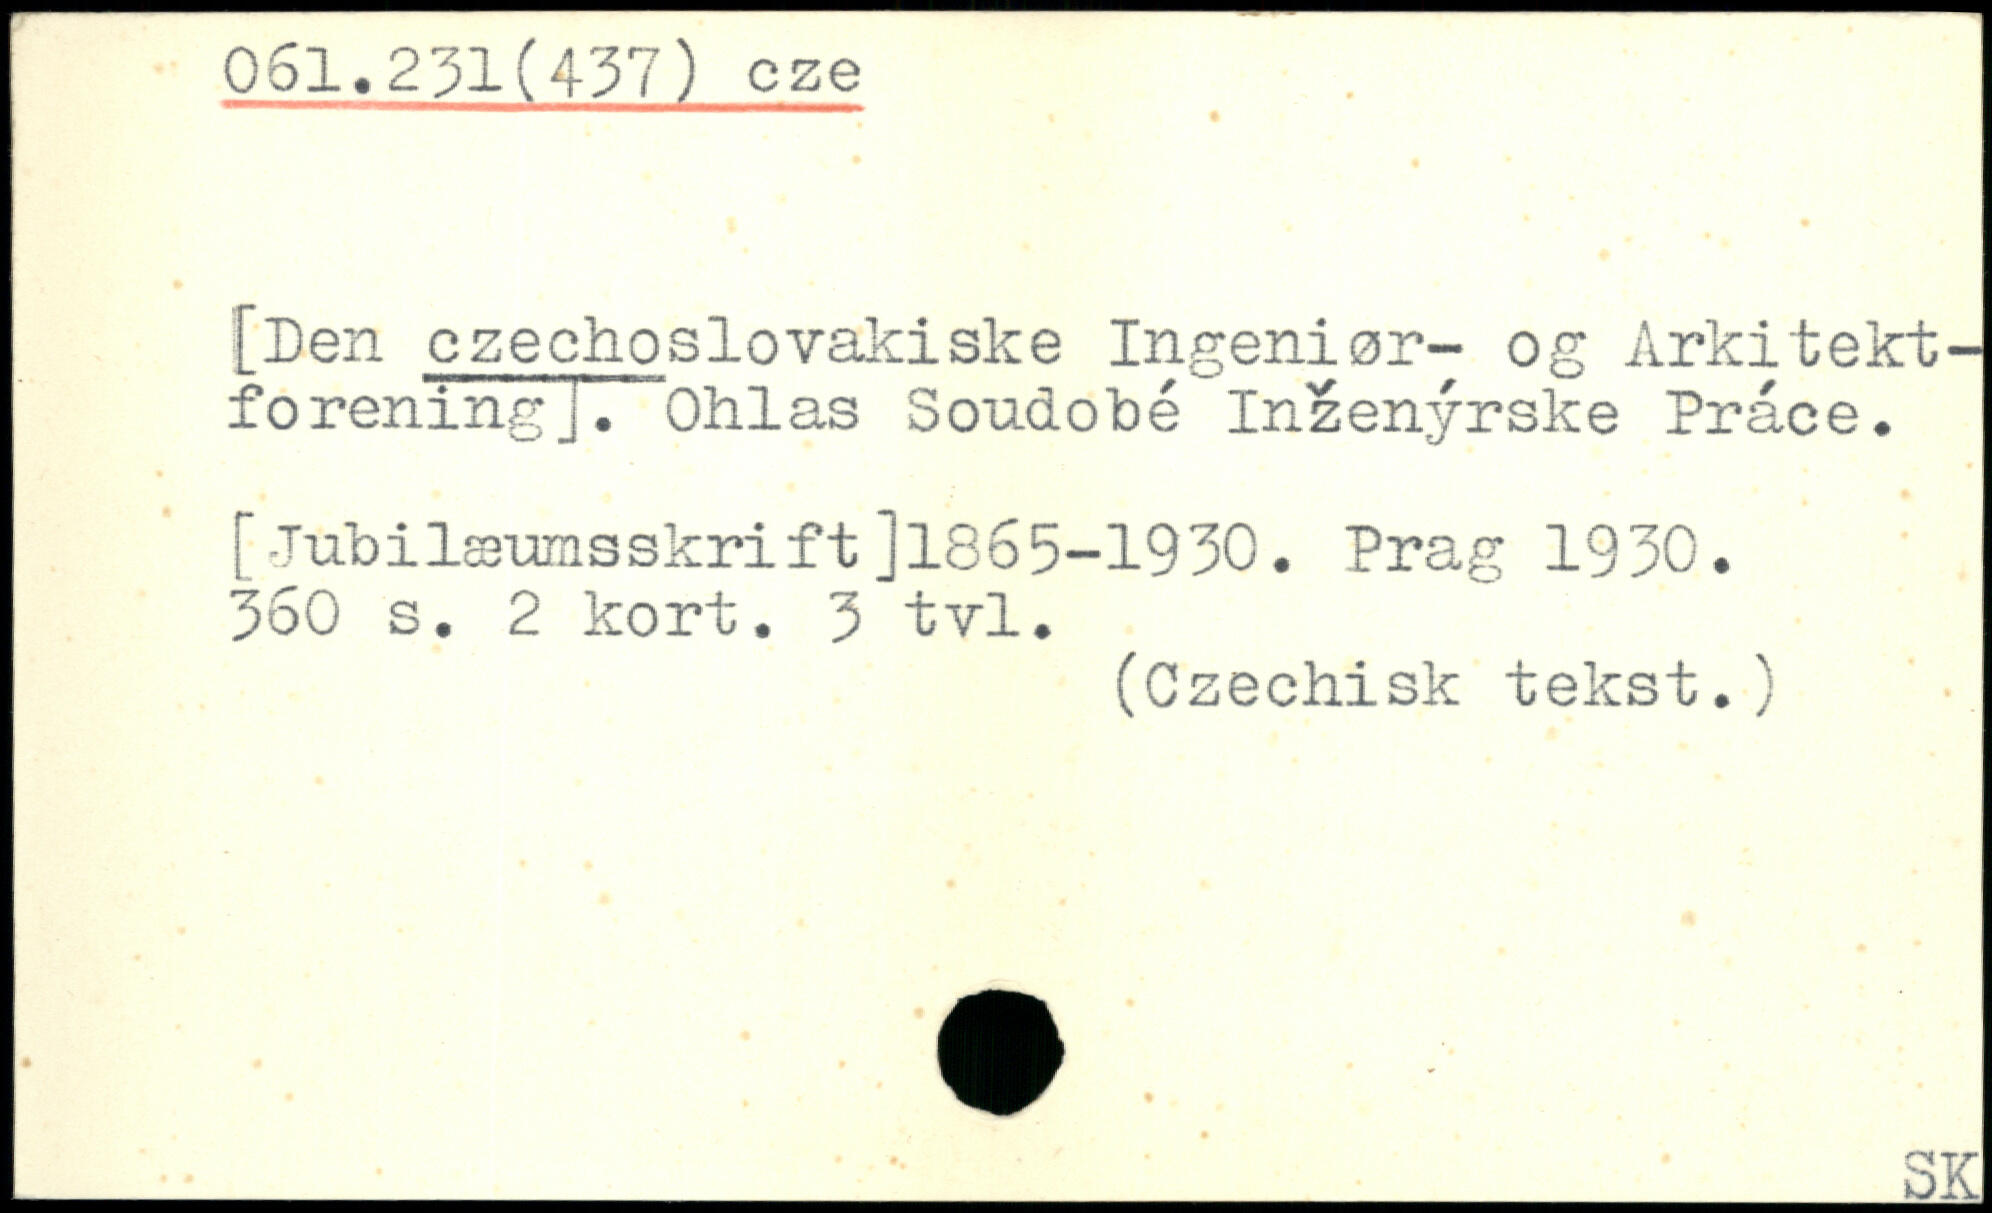 061.231(437) cze
[Den czechoslovakiske Ingeniør- og Arkitekt-
forening]. Ohlas Soudobé Inženýrske Práce.
[Jubilæumsskrift]1865-1930. Prag 1930.
360 s. 2 kort. 3 tvl.
(Czechisk tekst.)
SK